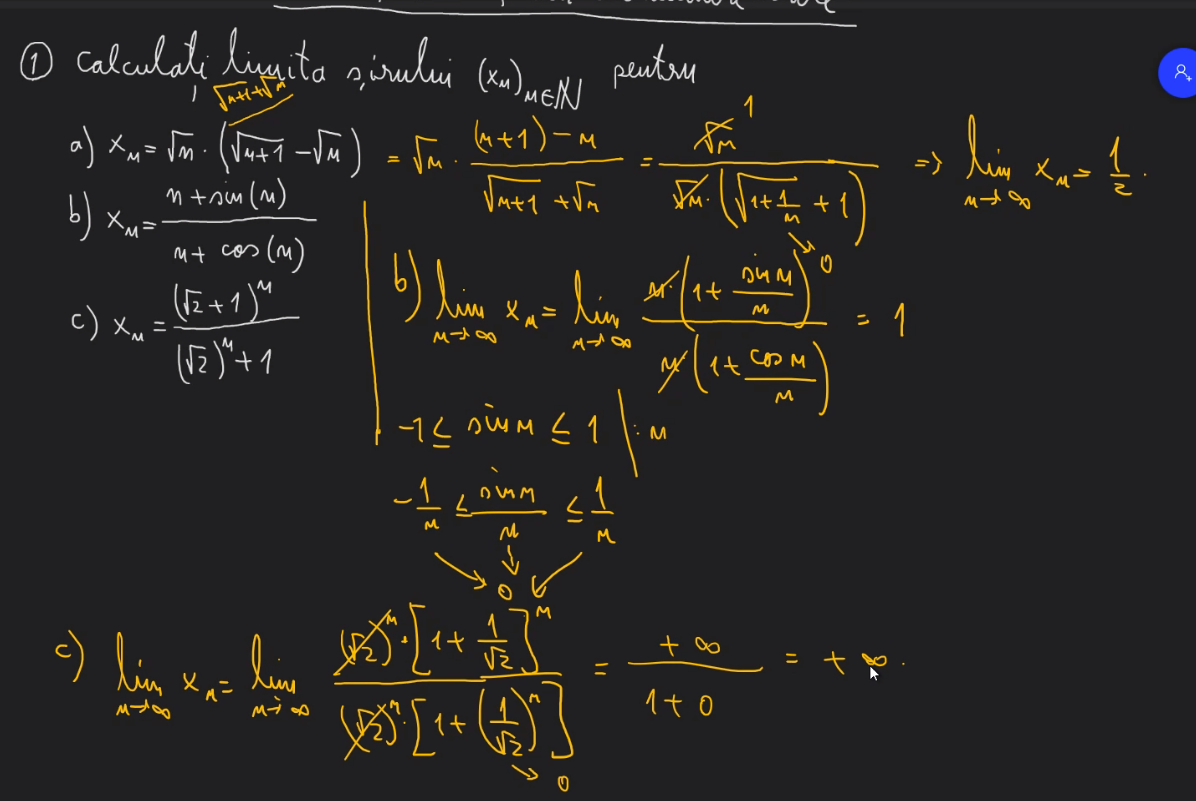 ① Calculați limita șirului (xₙ)ₙ∈ℕ pentru
√n+1+√n
a) xₙ = √n · (√(n+1) − √n) = √n · ((n+1) − n)/(√(n+1) + √n) = √n/(√n · (√(1+1/n) + 1)) ⇒ lim n→∞ xₙ = 1/2 .
1
0
b) xₙ = (n + sin(n))/(n + cos(n))
c) xₙ = (√2+1)ⁿ/((√2)ⁿ+1)
b) lim n→∞ xₙ = lim n→∞ n·(1 + sin n/n)/(n(1 + cos n/n)) = 1
0
−1 ≤ sin n ≤ 1 | : n
−1/n ≤ sin n/n ≤ 1/n
0
c) lim n→∞ xₙ = lim n→∞ (√2)ⁿ·[1 + 1/√2]ⁿ/((√2)ⁿ·[1 + (1/√2)ⁿ]) = +∞/(1+0) = +∞ .
0